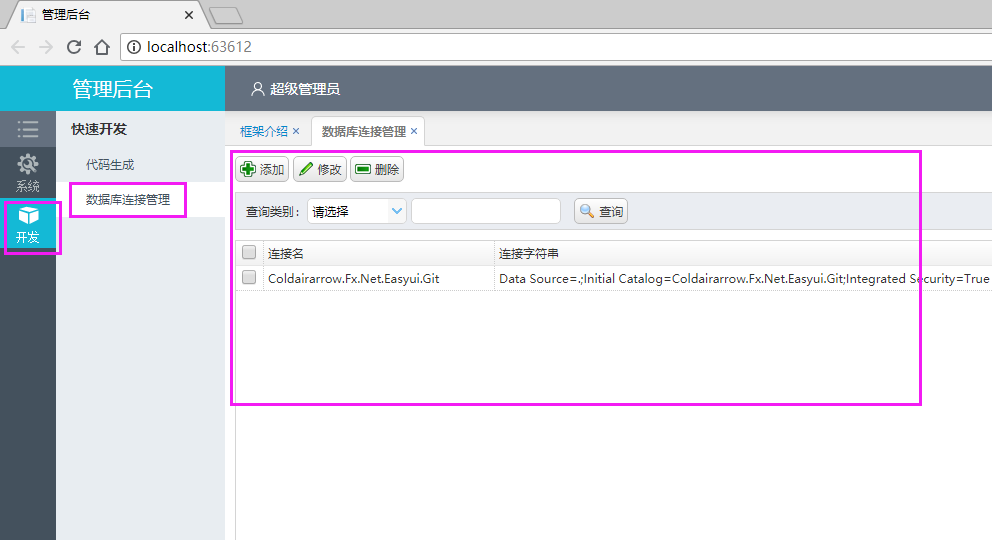 管理后台
localhost:63612
管理后台
超级管理员
快速开发
代码生成
数据库连接管理
系统
开发
框架介绍
数据库连接管理
添加
修改
删除
查询类别：
请选择
查询
连接名
连接字符串
Coldairarrow.Fx.Net.Easyui.Git
Data Source=.;Initial Catalog=Coldairarrow.Fx.Net.Easyui.Git;Integrated Security=True